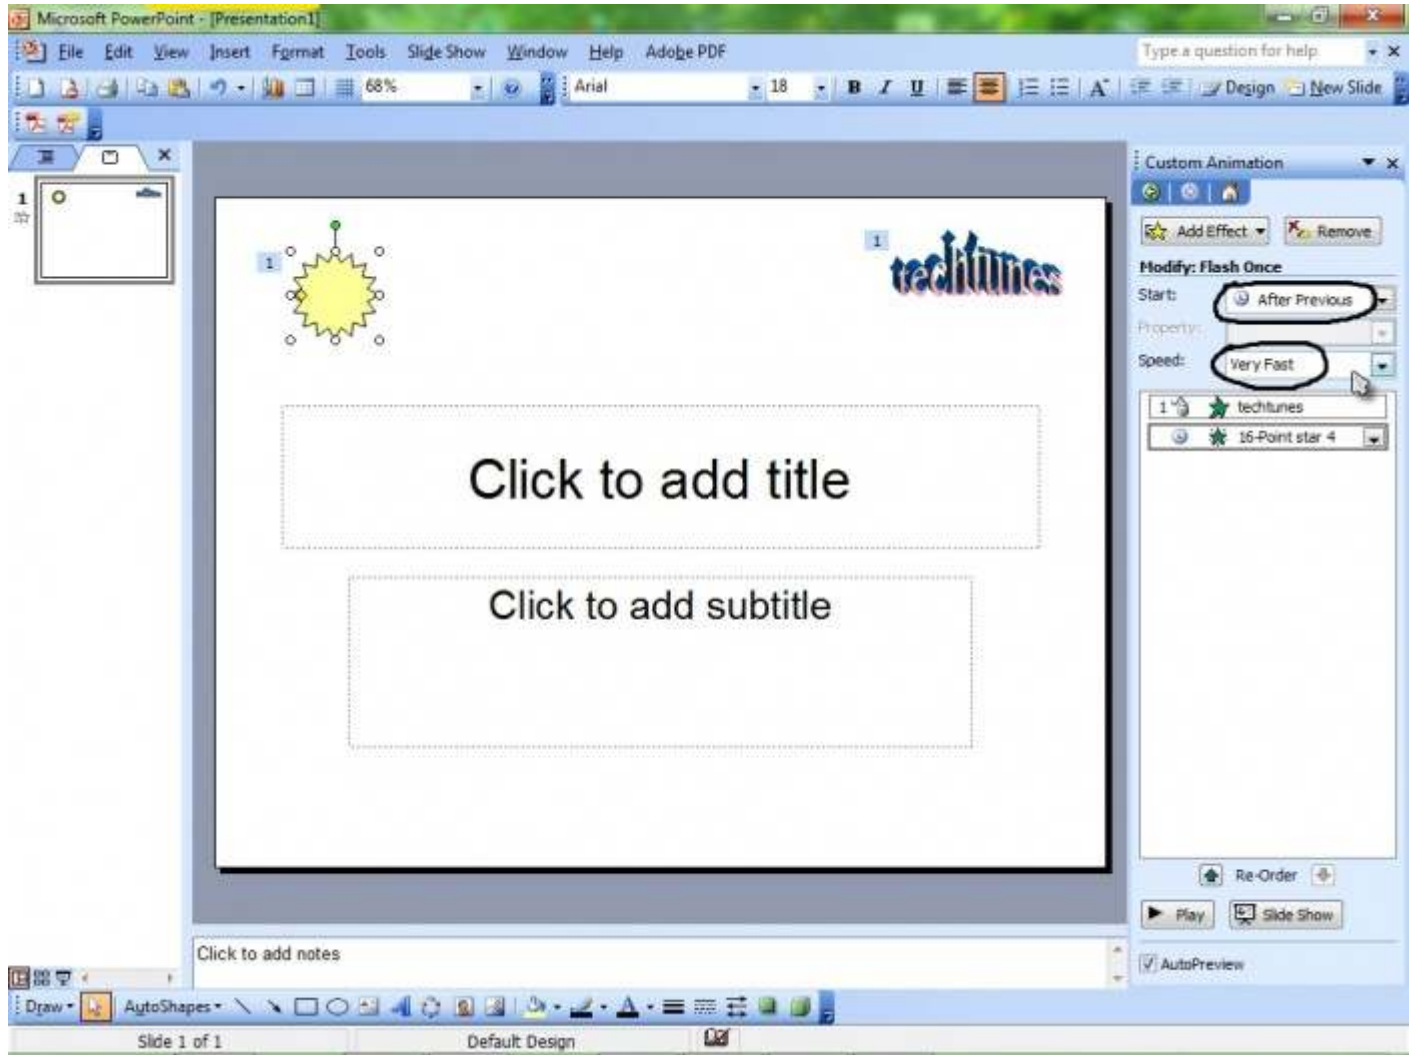 Microsoft PowerPoint - [Presentation1]
File Edit View Insert Format Tools Slide Show Window Help Adobe PDF Type a question for help
68% Arial 18 B I U A Design New Slide
Custom Animation
1
Add Effect Remove
1 1 techtunes
Modify: Flash Once
Start: After Previous
Property:
Speed: Very Fast
1 techtunes
16-Point star 4
Click to add title
Click to add subtitle
Re-Order
Play Slide Show
Click to add notes
AutoPreview
Draw AutoShapes A
Slide 1 of 1 Default Design